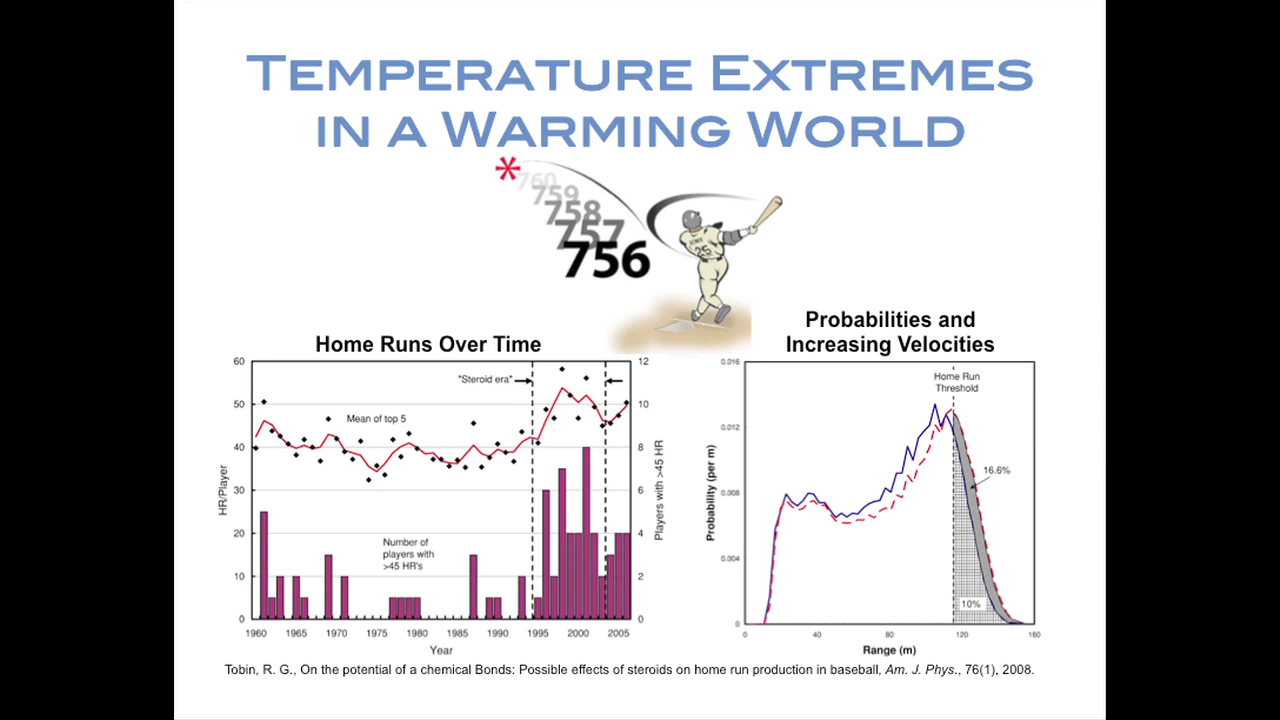 TEMPERATURE EXTREMES
IN A WARMING WORLD
*
760
759
758
757
756
25
Home Runs Over Time
60
50
40
30
20
10
0
HR/Player
12
10
8
6
4
2
0
Players with >45 HR
"Steroid era"
Mean of top 5
Number of
players with
>45 HR's
1960 1965 1970 1975 1980 1985 1990 1995 2000 2005
Year
Probabilities and
Increasing Velocities
0.016
0.012
0.008
0.004
0
Probability (per m)
Home Run
Threshold
16.6%
10%
0 40 80 120 160
Range (m)
Tobin, R. G., On the potential of a chemical Bonds: Possible effects of steroids on home run production in baseball, Am. J. Phys., 76(1), 2008.